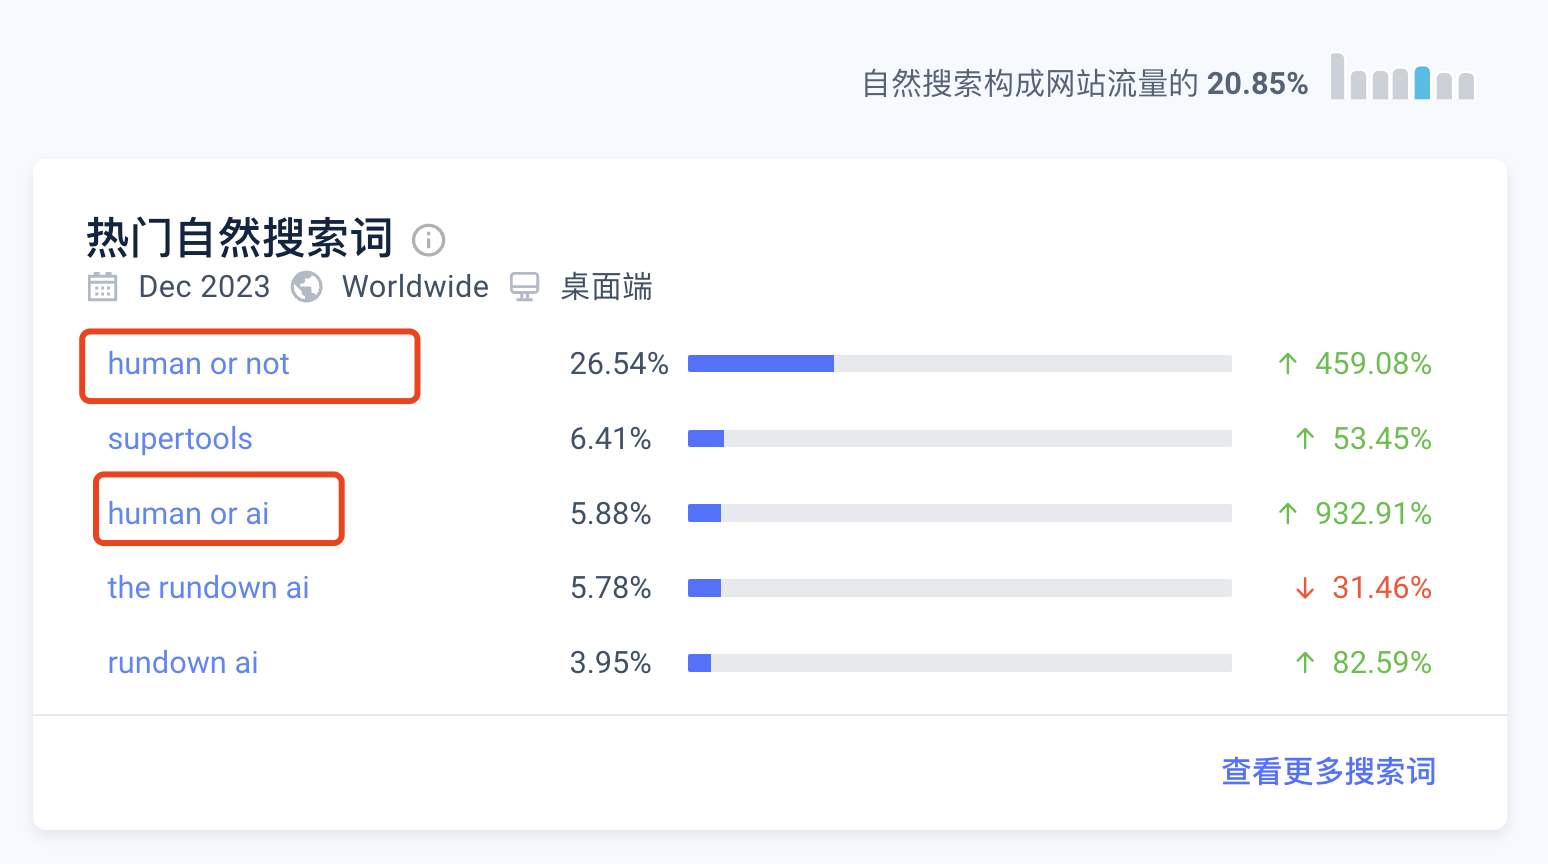 自然搜索构成网站流量的 20.85%
热门自然搜索词
Dec 2023 Worldwide 桌面端
human or not 26.54% ↑ 459.08%
supertools 6.41% ↑ 53.45%
human or ai 5.88% ↑ 932.91%
the rundown ai 5.78% ↓ 31.46%
rundown ai 3.95% ↑ 82.59%
查看更多搜索词